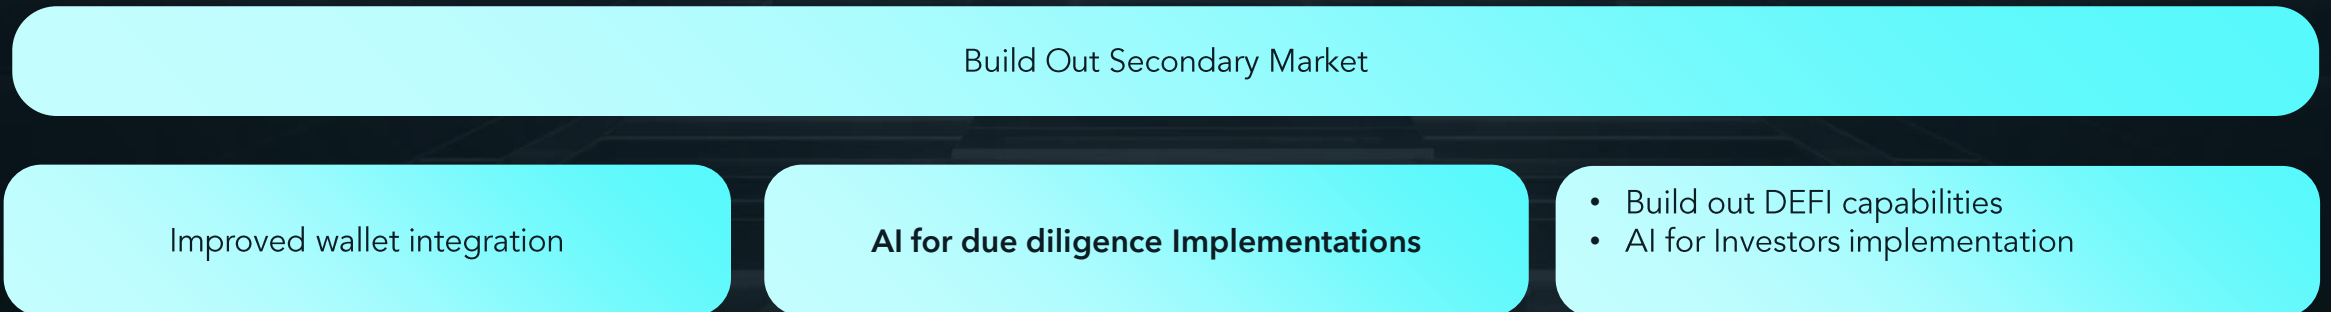 Build Out Secondary Market
Improved wallet integration
AI for due diligence Implementations
• Build out DEFI capabilities
• AI for Investors implementation